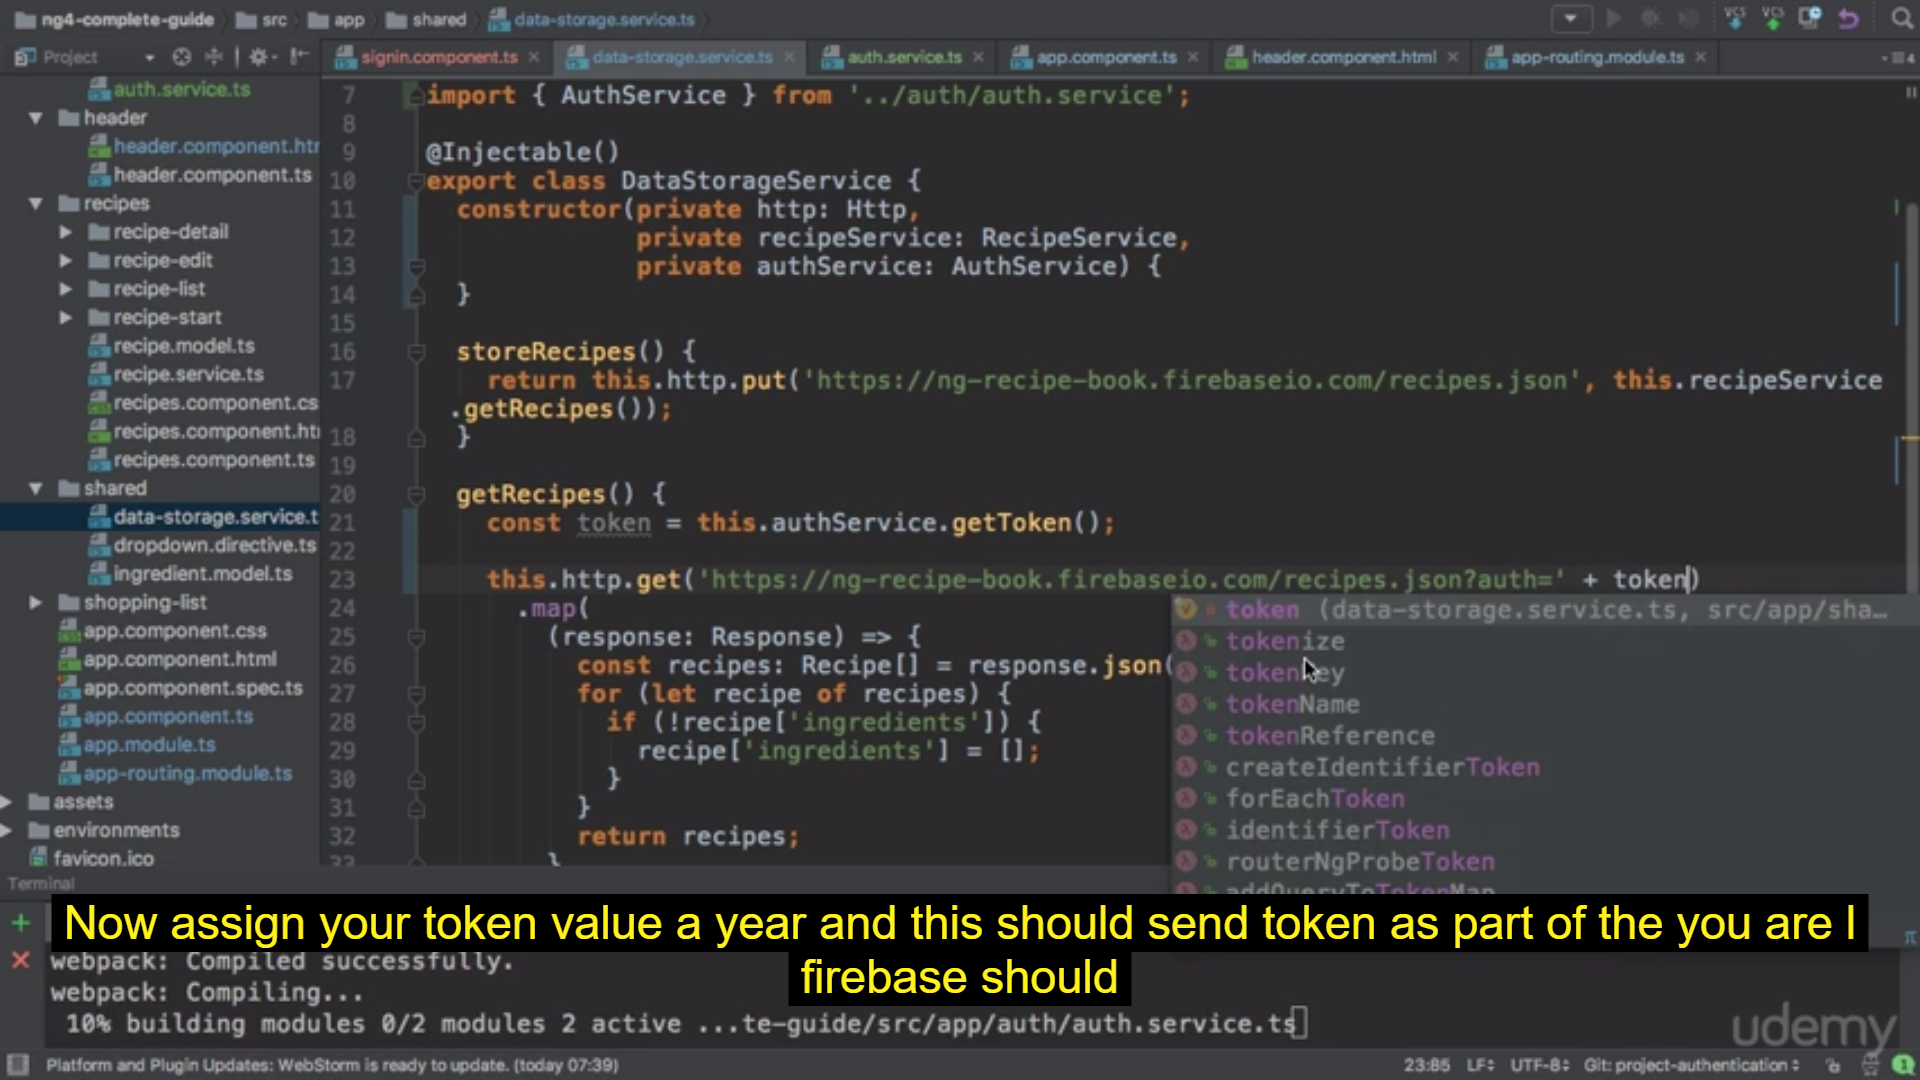 ng4-complete-guide src app shared data-storage.service.ts
Project signin.component.ts data-storage.service.ts auth.service.ts app.component.ts header.component.html app-routing.module.ts
auth.service.ts
header
header.component.htm
header.component.ts
recipes
recipe-detail
recipe-edit
recipe-list
recipe-start
recipe.model.ts
recipe.service.ts
recipes.component.cs
recipes.component.ht
recipes.component.ts
shared
data-storage.service.t
dropdown.directive.ts
ingredient.model.ts
shopping-list
app.component.css
app.component.html
app.component.spec.ts
app.component.ts
app.module.ts
app-routing.module.ts
assets
environments
favicon.ico
7 import { AuthService } from '../auth/auth.service';
8
9 @Injectable()
10 export class DataStorageService {
11 constructor(private http: Http,
12 private recipeService: RecipeService,
13 private authService: AuthService) {
14 }
15
16 storeRecipes() {
17 return this.http.put('https://ng-recipe-book.firebaseio.com/recipes.json', this.recipeService
.getRecipes());
18 }
19
20 getRecipes() {
21 const token = this.authService.getToken();
22
23 this.http.get('https://ng-recipe-book.firebaseio.com/recipes.json?auth=' + token)
24 .map(
25 (response: Response) => {
26 const recipes: Recipe[] = response.json(
27 for (let recipe of recipes) {
28 if (!recipe['ingredients']) {
29 recipe['ingredients'] = [];
30 }
31 }
32 return recipes;
33 }
token (data-storage.service.ts, src/app/sha...
tokenize
tokenKey
tokenName
tokenReference
createIdentifierToken
forEachToken
identifierToken
routerNgProbeToken
addQueryToTokenMap
Terminal
Now assign your token value a year and this should send token as part of the you are I
firebase should
webpack: Compiled successfully.
webpack: Compiling...
10% building modules 0/2 modules 2 active ...te-guide/src/app/auth/auth.service.ts
udemy
Platform and Plugin Updates: WebStorm is ready to update. (today 07:39) 23:85 LF UTF-8 Git: project-authentication 1